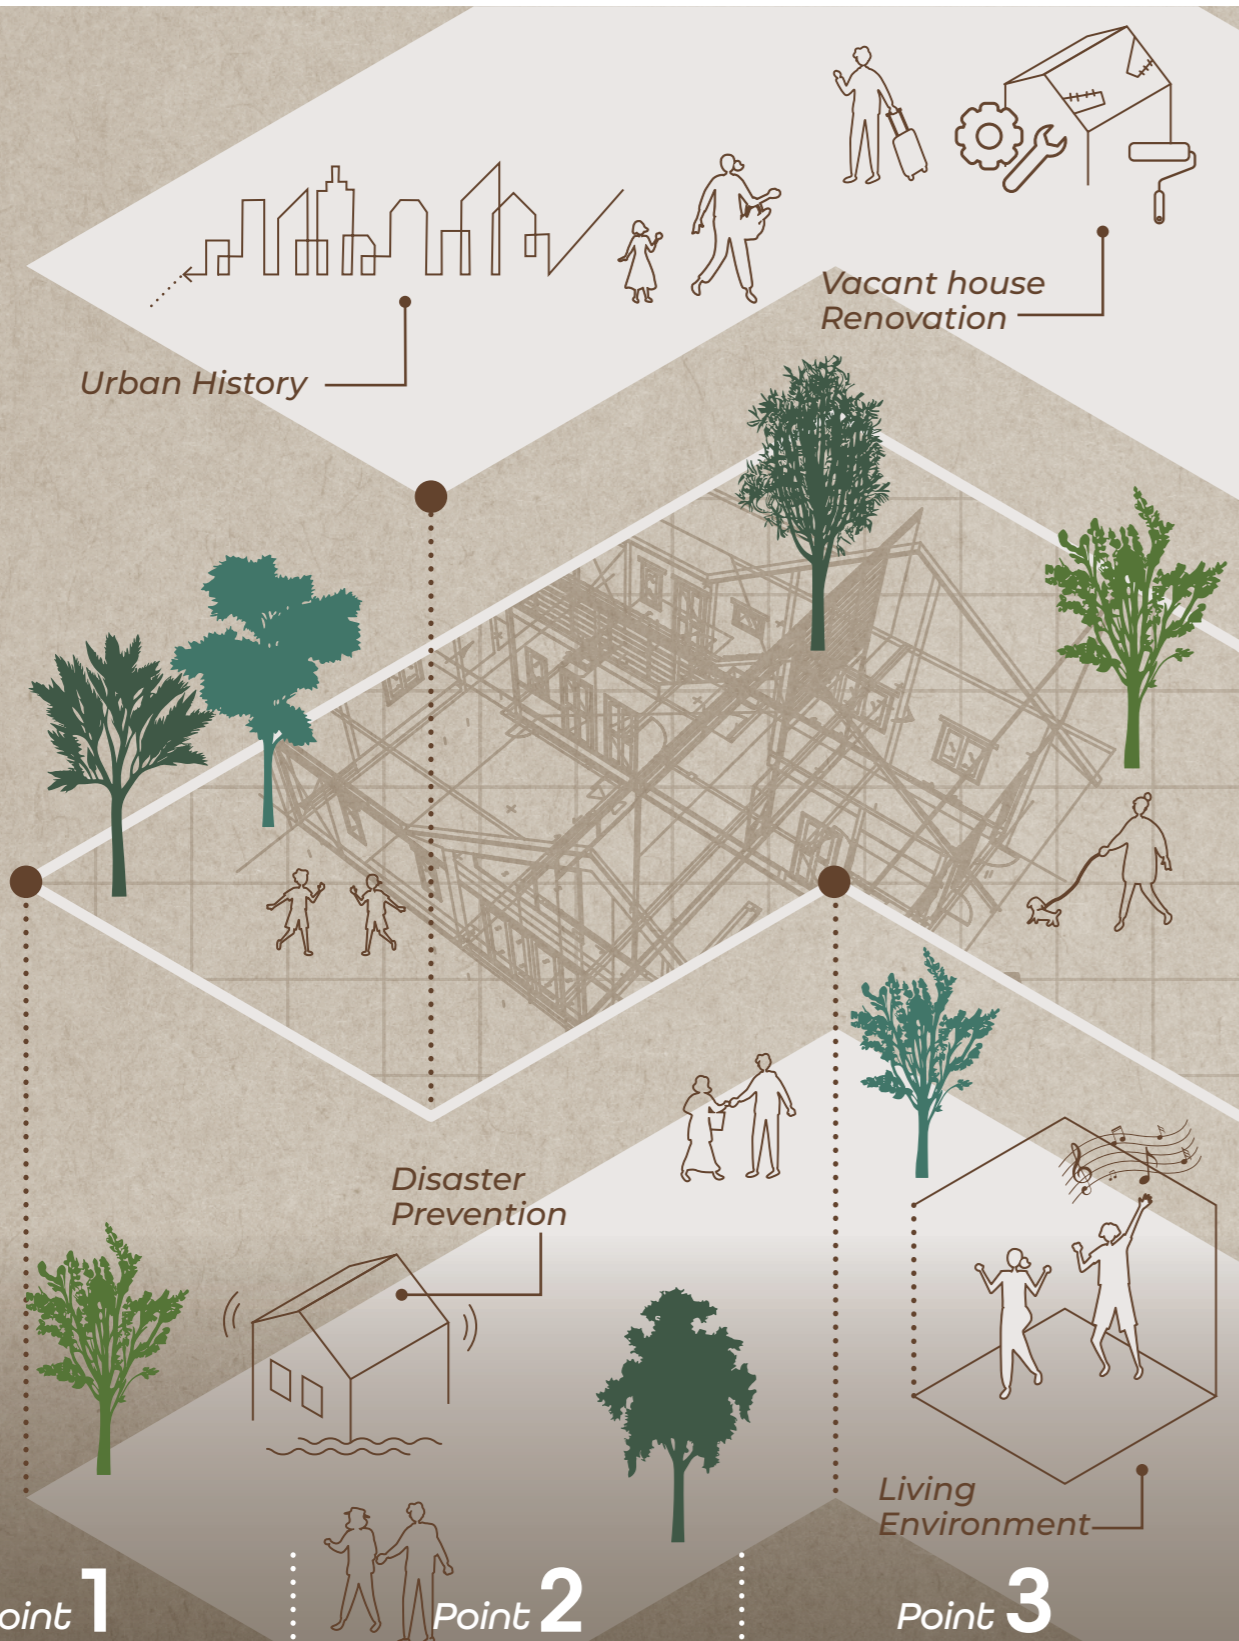 Vacant house
Renovation
Urban History
Disaster
Prevention
Living
Environment
oint 1
Point 2
Point 3